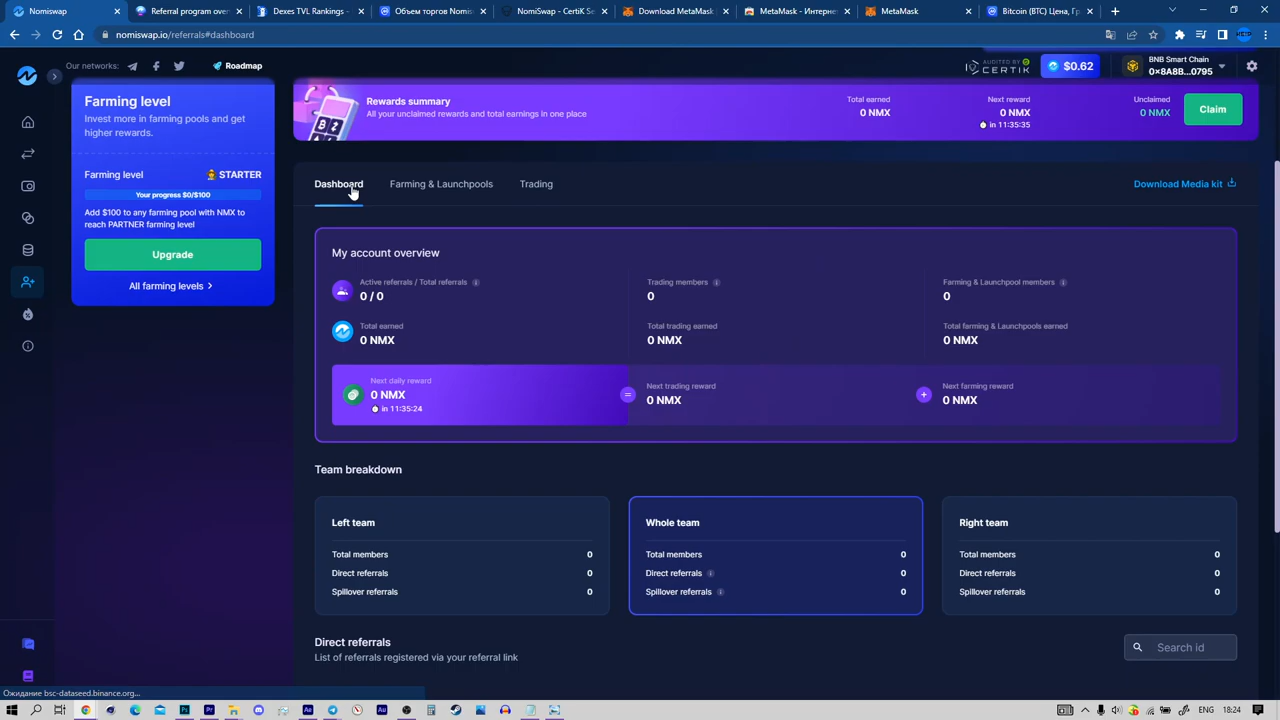 Nomiswap
Referral program over
Dexes TVL Rankings -
Объем торгов Nomis
NomiSwap - CertiK Se
MetaMask
MetaMask - Интернет
MetaMask
Bitcoin (BTC) Цена, Гр
nomiswap.io/referrals#dashboard
Our networks:
Roadmap
AUDITED BY
CERTIK
$0.62
BNB Smart Chain
0x8A8B...0795
Farming level
Invest more in farming pools and get
higher rewards.
Farming level
STARTER
Your progress $0/$100
Add $100 to any farming pool with NMX to
reach PARTNER farming level
Upgrade
All farming levels
Rewards summary
All your unclaimed rewards and total earnings in one place
Total earned
0 NMX
Next reward
0 NMX
in 11:35:35
Unclaimed
0 NMX
Claim
Dashboard
Farming & Launchpools
Trading
Download Media kit
My account overview
Active referrals / Total referrals
0 / 0
Trading members
0
Farming & Launchpool members
0
Total earned
0 NMX
Total trading earned
0 NMX
Total farming & Launchpools earned
0 NMX
Next daily reward
0 NMX
in 11:35:24
=
Next trading reward
0 NMX
+
Next farming reward
0 NMX
Team breakdown
Left team
Total members 0
Direct referrals 0
Spillover referrals 0
Whole team
Total members 0
Direct referrals 0
Spillover referrals 0
Right team
Total members 0
Direct referrals 0
Spillover referrals 0
Direct referrals
List of referrals registered via your referral link
Search id
Ожидание bsc-dataseed.binance.org...
ENG
18:24